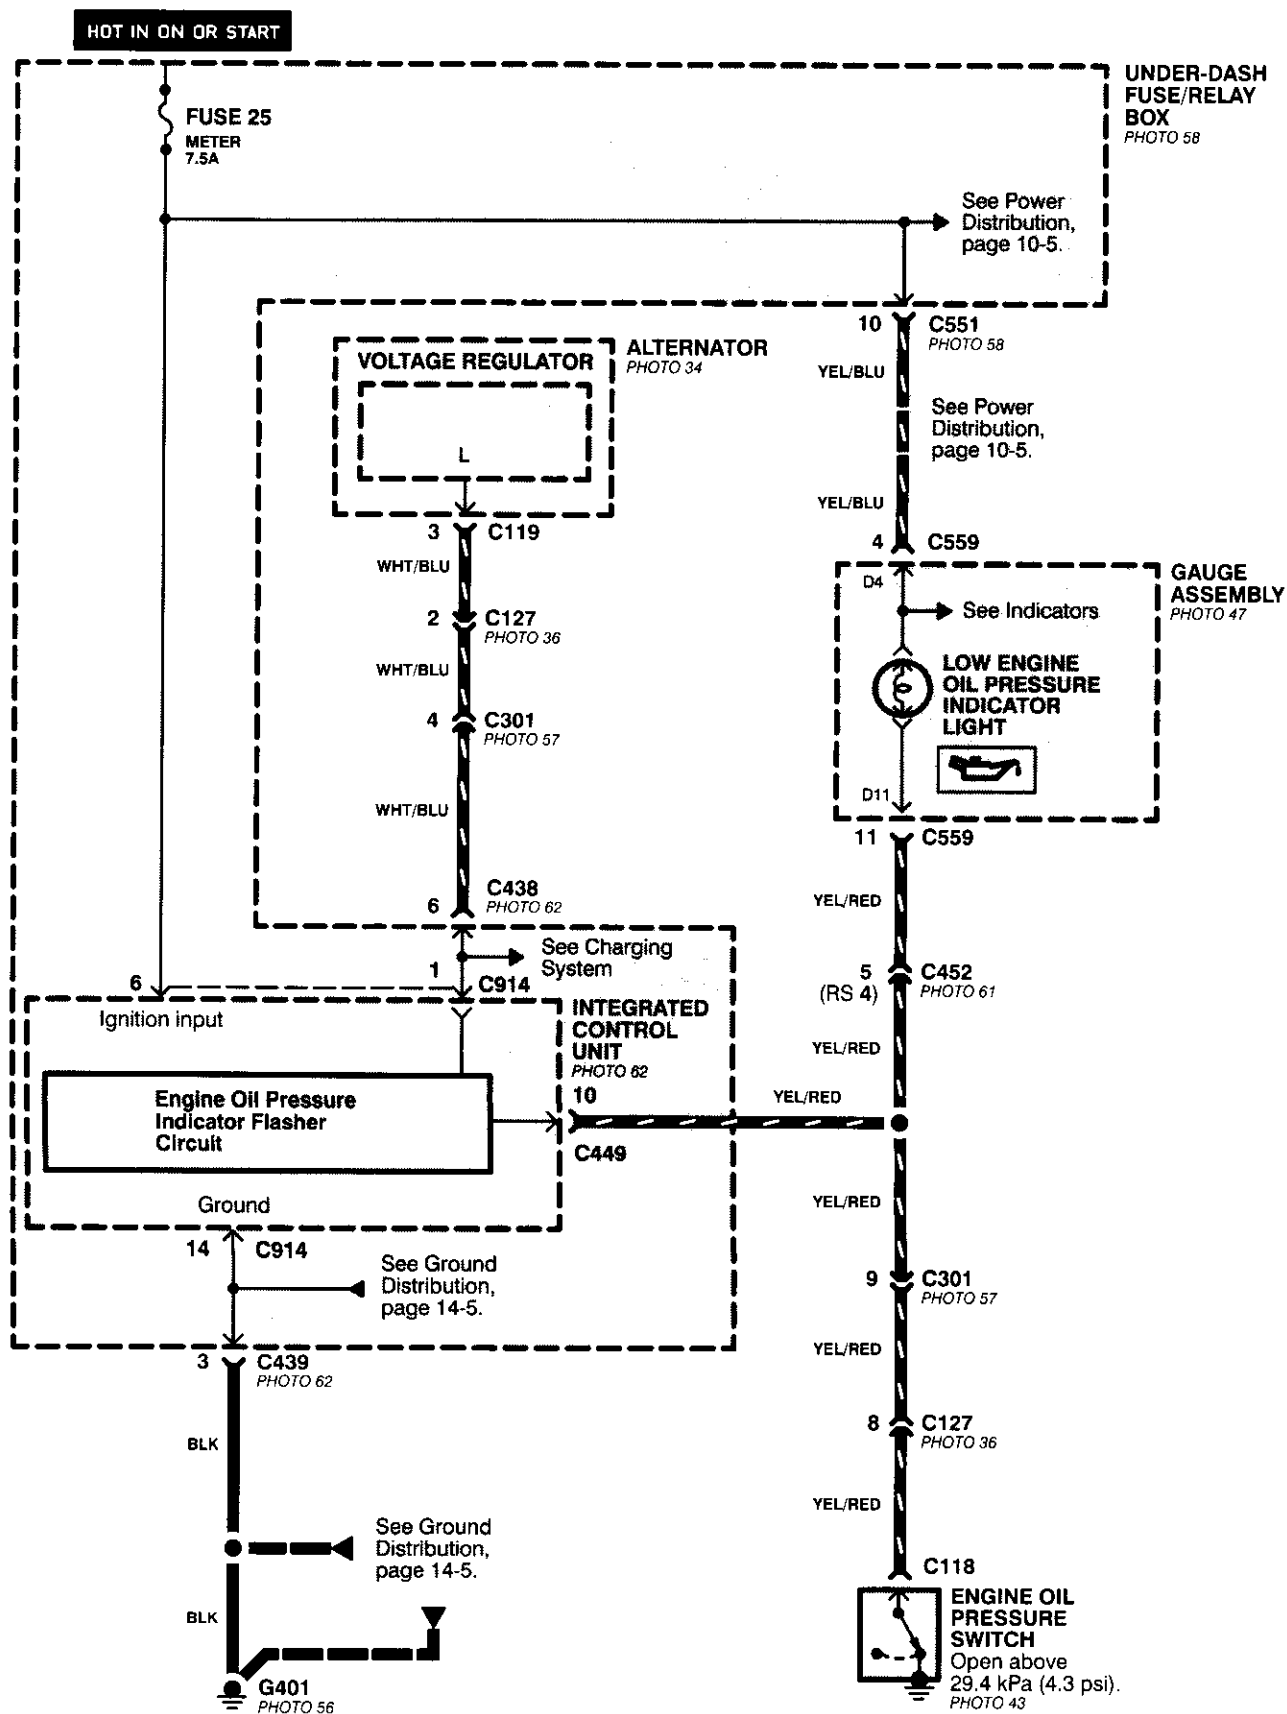 HOT IN ON OR START
UNDER-DASH
FUSE/RELAY
BOX
PHOTO 58
FUSE 25
METER
7.5A
See Power
Distribution,
page 10-5.
10 C551
PHOTO 58
YEL/BLU
See Power
Distribution,
page 10-5.
YEL/BLU
4 C559
ALTERNATOR
PHOTO 34
VOLTAGE REGULATOR
L
3 C119
WHT/BLU
2 C127
PHOTO 36
WHT/BLU
4 C301
PHOTO 57
WHT/BLU
6 C438
PHOTO 62
See Charging
System
1 C914
6
GAUGE
ASSEMBLY
PHOTO 47
D4
See Indicators
LOW ENGINE
OIL PRESSURE
INDICATOR
LIGHT
D11
11 C559
YEL/RED
5 C452
(RS 4) PHOTO 61
YEL/RED
Ignition input
INTEGRATED
CONTROL
UNIT
PHOTO 62
Engine Oil Pressure
Indicator Flasher
Circuit
10
C449
YEL/RED
Ground
14 C914
See Ground
Distribution,
page 14-5.
3 C439
PHOTO 62
BLK
See Ground
Distribution,
page 14-5.
BLK
G401
PHOTO 56
YEL/RED
9 C301
PHOTO 57
YEL/RED
8 C127
PHOTO 36
YEL/RED
C118
ENGINE OIL
PRESSURE
SWITCH
Open above
29.4 kPa (4.3 psi).
PHOTO 43